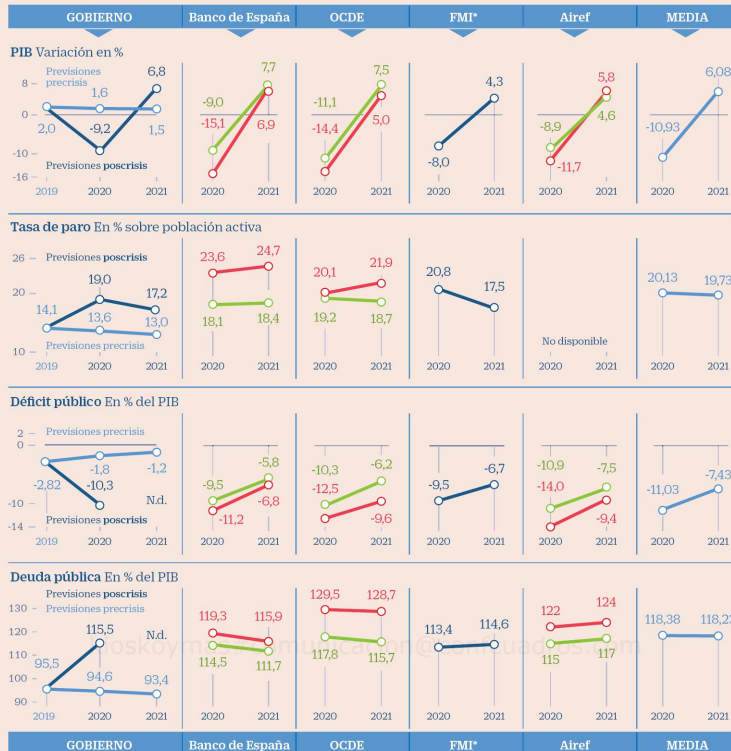 GOBIERNO Banco de España OCDE FMI* Airef MEDIA
PIB Variación en %
Previsiones
precrisis
6,8 7,7 7,5 4,3 5,8 6,08
8
1,6 -9,0 -11,1
0
2,0 -9,2 1,5 -15,1 6,9 -14,4 5,0 -8,0 -8,9 4,6 -10,93
-10
-11,7
Previsiones poscrisis
-16
2019 2020 2021 2020 2021 2020 2021 2020 2021 2020 2021 2020 2021
Tasa de paro En % sobre población activa
26 Previsiones poscrisis 23,6 24,7 20,1 21,9 20,8 17,5 20,13 19,73
20 19,0 17,2
14,1 13,6 13,0 18,1 18,4 19,2 18,7
Previsiones precrisis No disponible
10
2020 2021 2020 2021 2020 2021 2020 2021 2020 2021
Déficit público En % del PIB
2 Previsiones precrisis
0
-1,8 -1,2 -9,5 -5,8 -10,3 -6,2 -9,5 -6,7 -10,9 -7,5 -11,03 -7,43
-2,82 -10,3 N.d. -11,2 -6,8 -12,5 -9,6 -14,0 -9,4
-10
Previsiones poscrisis
-14
2019 2020 2021 2020 2021 2020 2021 2020 2021 2020 2021 2020 2021
Deuda pública En % del PIB
Previsiones poscrisis
130 Previsiones precrisis 129,5 128,7
120 115,5 N.d. 119,3 115,9 113,4 114,6 122 124 118,38 118,23
110 114,5 111,7 117,8 115,7 115 117
100 95,5 94,6 93,4
90
2019 2020 2021 2020 2021 2020 2021 2020 2021 2020 2021 2020 2021
GOBIERNO Banco de España OCDE FMI* Airef MEDIA